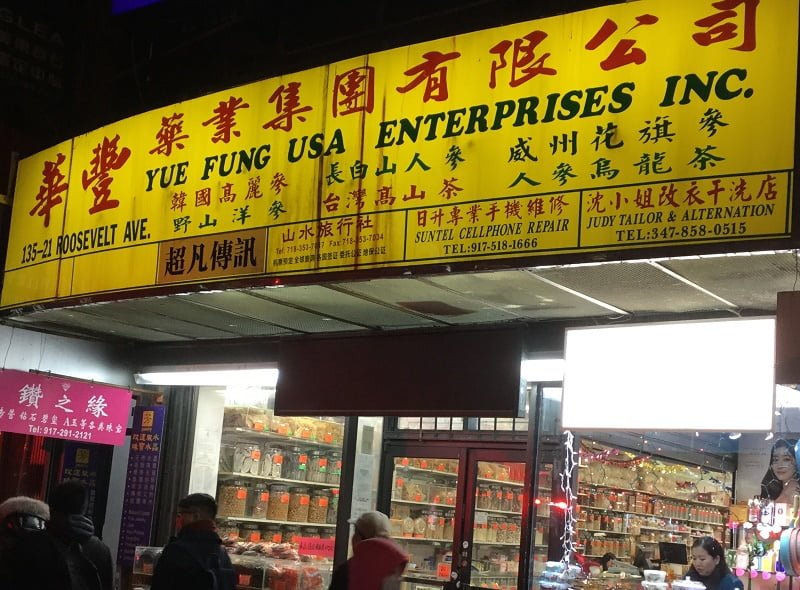 華豐藥業集團有限公司
YUE FUNG USA ENTERPRISES INC.
135-21 ROOSEVELT AVE.
韓國高麗參
野山洋參
長白山人參
台灣高山茶
威州花旗參
人參烏龍茶
超凡傳訊
山水旅行社
日升專業手機維修
SUNTEL CELLPHONE REPAIR
TEL:917-518-1666
沈小姐改衣干洗店
JUDY TAILOR & ALTERNATION
TEL:347-858-0515
鑽之緣
Tel: 917-291-2121